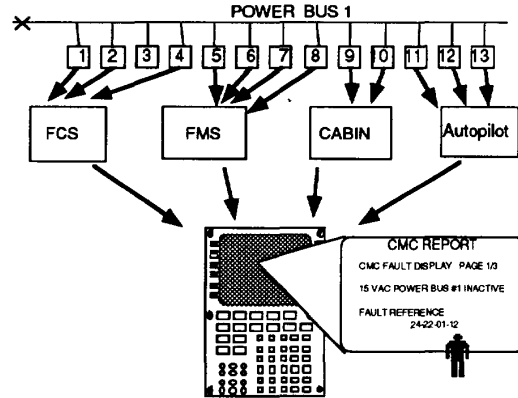 POWER BUS 1
1 2 3 4 5 6 7 8 9 10 11 12 13
FCS FMS CABIN Autopilot
CMC REPORT
CMC FAULT DISPLAY PAGE 1/3
15 VAC POWER BUS #1 INACTIVE
FAULT REFERENCE
24-22-01-12